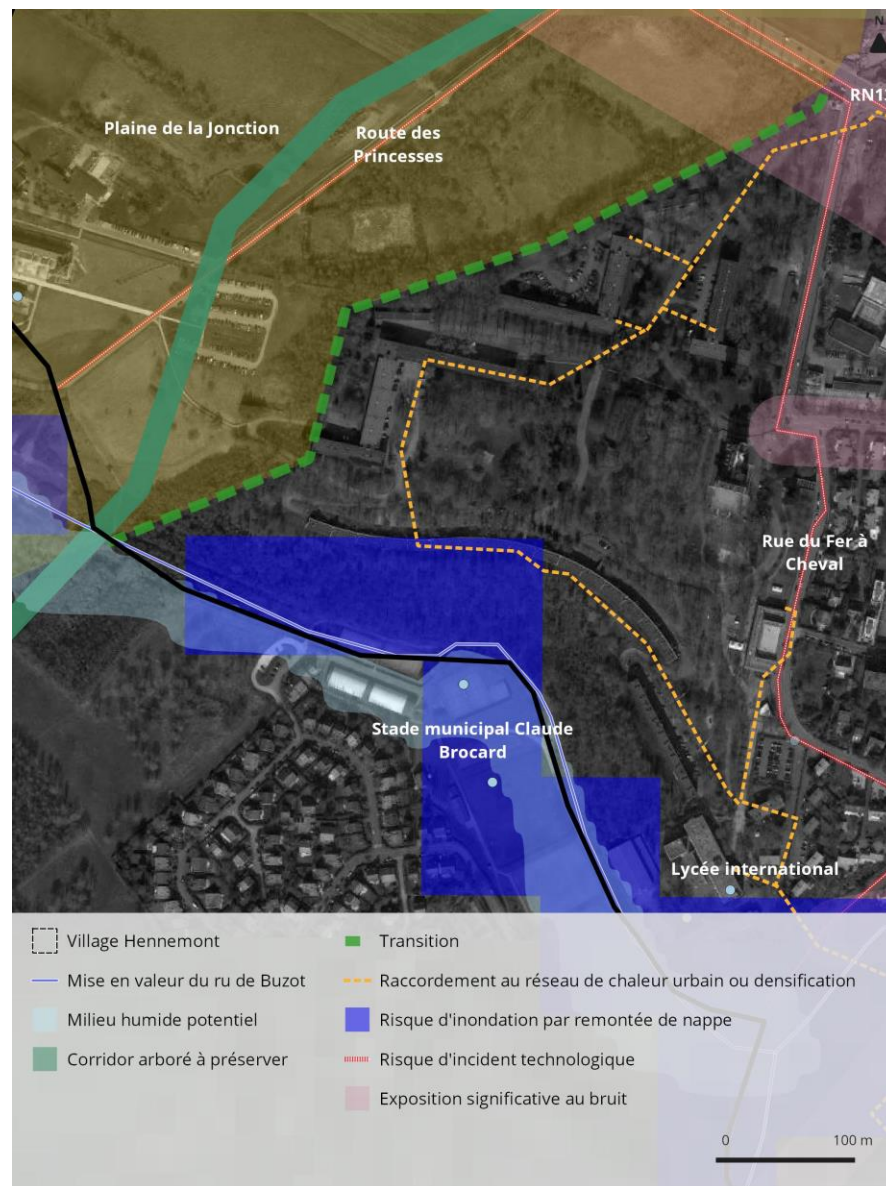 N
RN13
Plaine de la Jonction
Route des
Princesses
Rue du Fer à
Cheval
Stade municipal Claude
Brocard
Lycée international
Village Hennemont
Mise en valeur du ru de Buzot
Milieu humide potentiel
Corridor arboré à préserver
Transition
Raccordement au réseau de chaleur urbain ou densification
Risque d'inondation par remontée de nappe
Risque d'incident technologique
Exposition significative au bruit
0 100 m